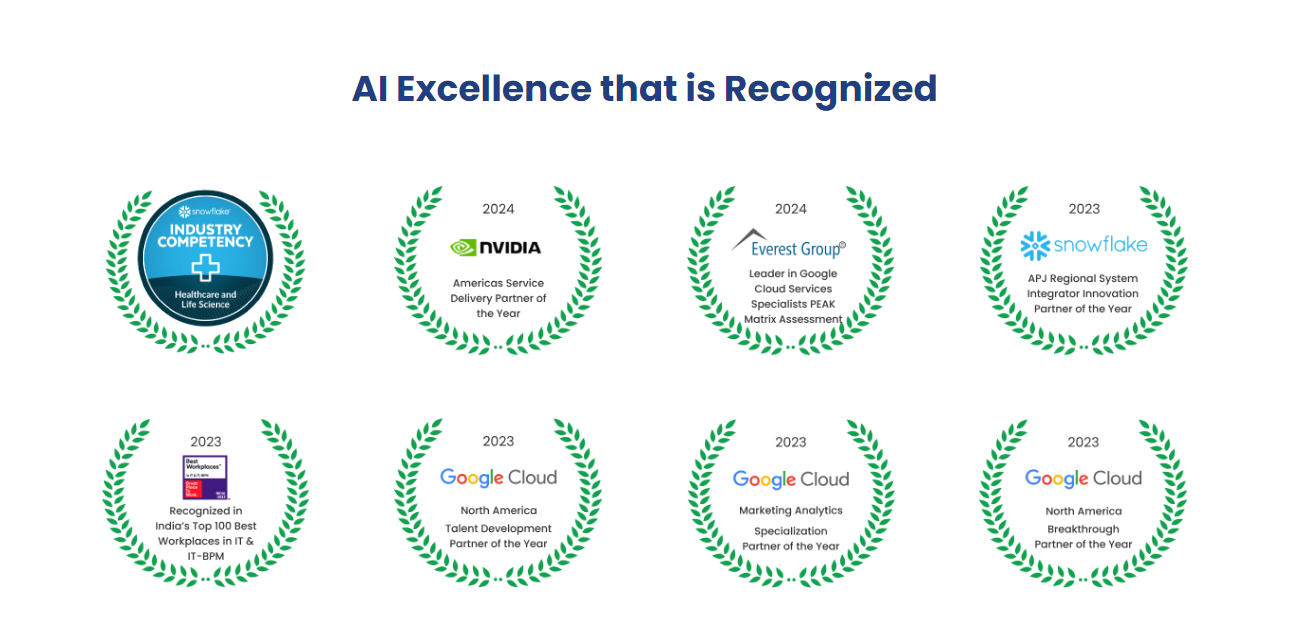 AI Excellence that is Recognized
snowflake
INDUSTRY
COMPETENCY
Healthcare and
Life Science
2024
NVIDIA
Americas Service
Delivery Partner of
the Year
2024
Everest Group®
Leader in Google
Cloud Services
Specialists PEAK
Matrix Assessment
2023
snowflake
APJ Regional System
Integrator Innovation
Partner of the Year
2023
Best
Workplaces™
Great
Place
To
Work.
Recognized in
India's Top 100 Best
Workplaces in IT &
IT-BPM
2023
Google Cloud
North America
Talent Development
Partner of the Year
2023
Google Cloud
Marketing Analytics
Specialization
Partner of the Year
2023
Google Cloud
North America
Breakthrough
Partner of the Year